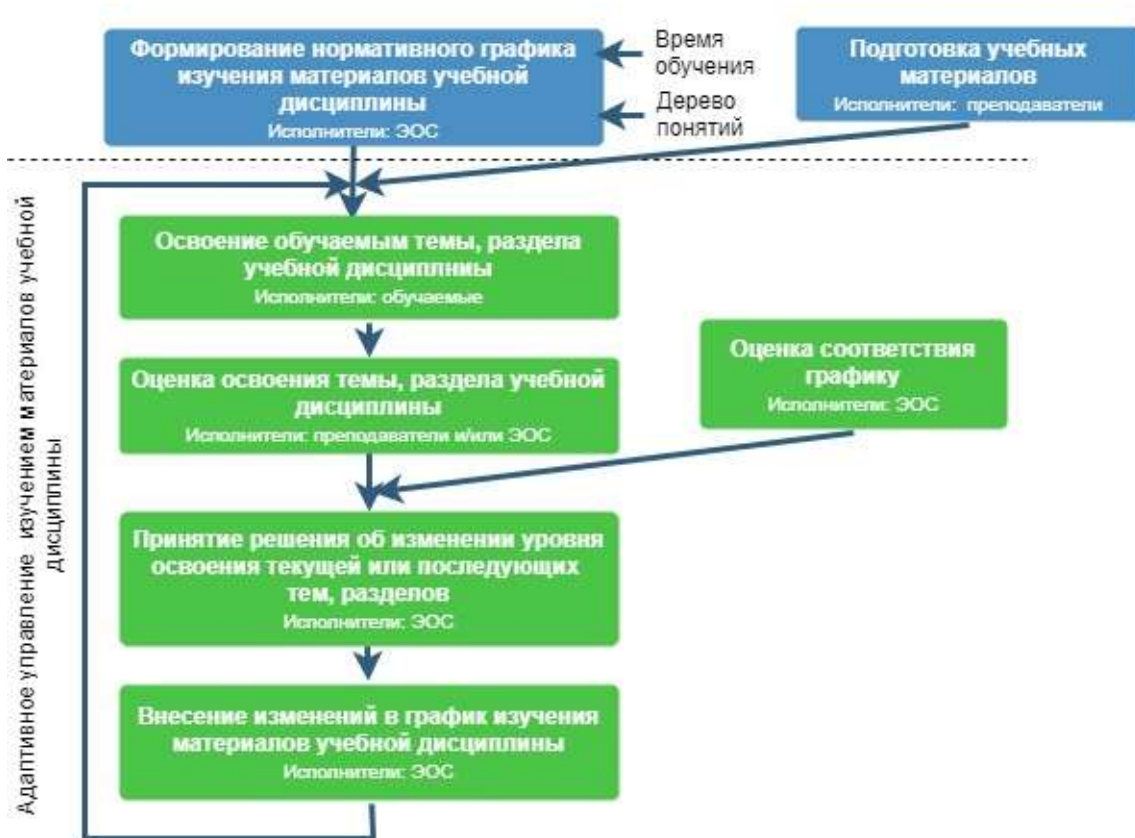 Формирование нормативного графика
изучения материалов учебной
дисциплины
Исполнители: ЭОС
Время
обучения
Дерево
понятий
Подготовка учебных
материалов
Исполнители: преподаватели
Адаптивное управление изучением материалов учебной
дисциплины
Освоение обучаемым темы, раздела
учебной дисциплниы
Исполнители: обучаемые
Оценка освоения темы, раздела учебной
дисциплины
Исполнители: преподаватели и/или ЭОС
Оценка соответствия
графику
Исполнители: ЭОС
Принятие решения об изменении уровня
освоения текущей или последующих
тем, разделов
Исполнители: ЭОС
Внесение изменений в график изучения
материалов учебной дисциплины
Исполнители: ЭОС